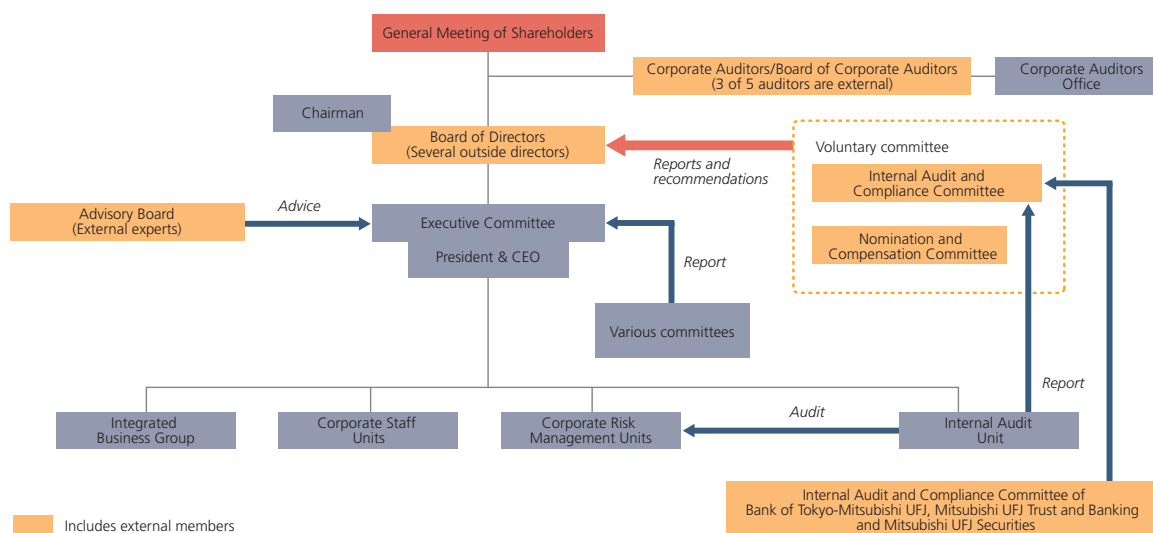 General Meeting of Shareholders
Corporate Auditors/Board of Corporate Auditors
(3 of 5 auditors are external)
Corporate Auditors
Office
Chairman
Board of Directors
(Several outside directors)
Reports and
recommendations
Voluntary committee
Internal Audit and
Compliance Committee
Nomination and
Compensation Committee
Advisory Board
(External experts)
Advice
Executive Committee
President & CEO
Report
Various committees
Report
Integrated
Business Group
Corporate Staff
Units
Corporate Risk
Management Units
Audit
Internal Audit
Unit
Internal Audit and Compliance Committee of
Bank of Tokyo-Mitsubishi UFJ, Mitsubishi UFJ Trust and Banking
and Mitsubishi UFJ Securities
Includes external members